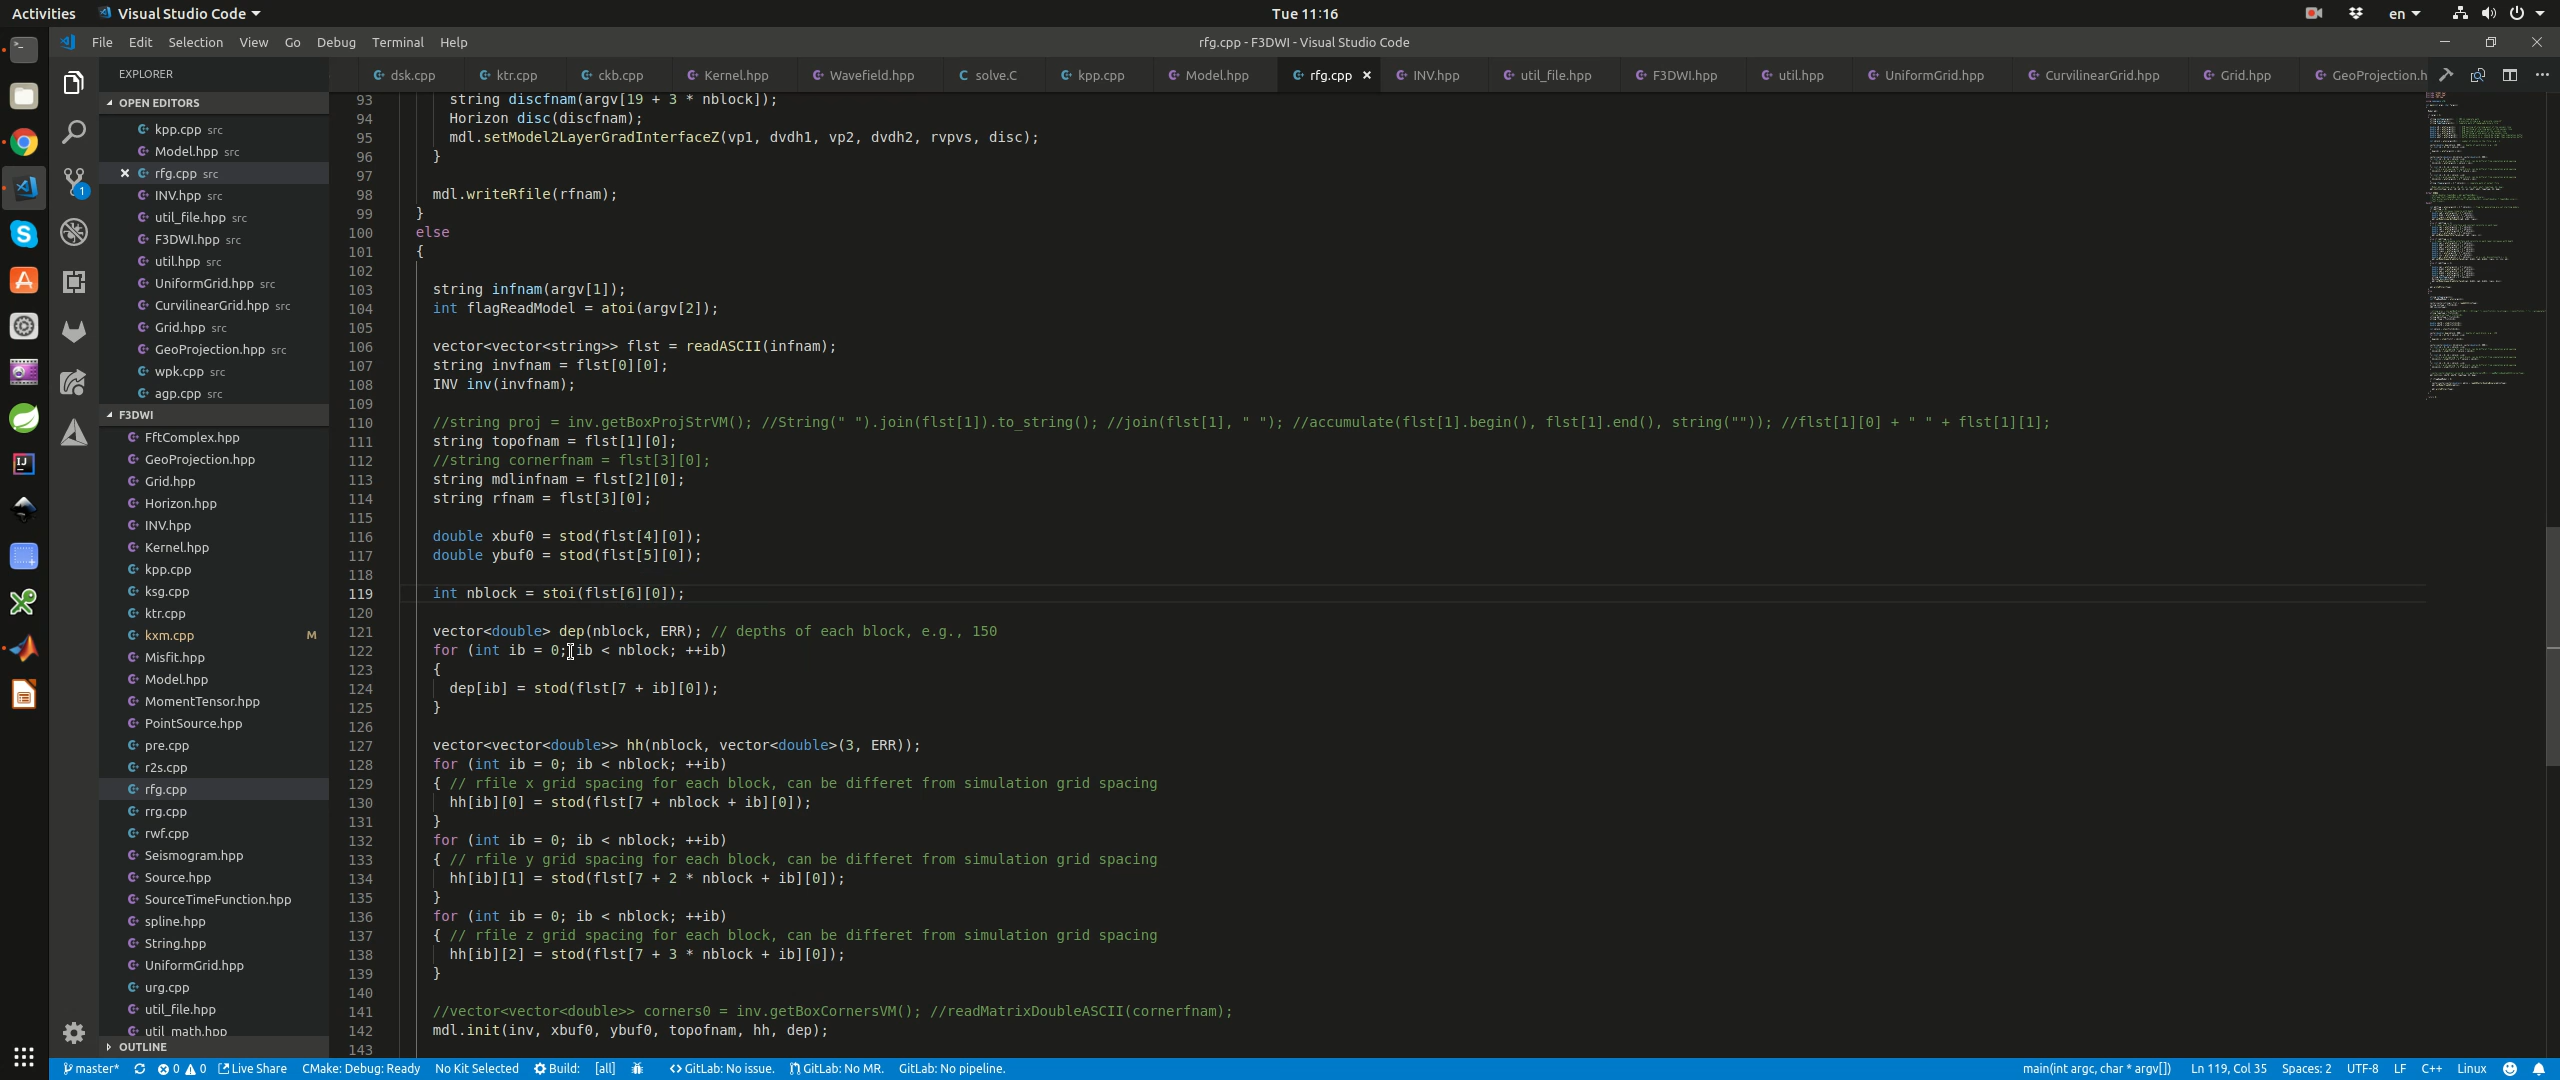 Activities
Visual Studio Code
Tue 11:16
en
File Edit Selection View Go Debug Terminal Help
rfg.cpp - F3DWI - Visual Studio Code
EXPLORER
dsk.cpp ktr.cpp ckb.cpp Kernel.hpp Wavefield.hpp solve.C kpp.cpp Model.hpp rfg.cpp INV.hpp util_file.hpp F3DWI.hpp util.hpp UniformGrid.hpp CurvilinearGrid.hpp Grid.hpp GeoProjection.h
OPEN EDITORS
kpp.cpp src
Model.hpp src
rfg.cpp src
INV.hpp src
util_file.hpp src
F3DWI.hpp src
util.hpp src
UniformGrid.hpp src
CurvilinearGrid.hpp src
Grid.hpp src
GeoProjection.hpp src
wpk.cpp src
agp.cpp src
F3DWI
FftComplex.hpp
GeoProjection.hpp
Grid.hpp
Horizon.hpp
INV.hpp
Kernel.hpp
kpp.cpp
ksg.cpp
ktr.cpp
kxm.cpp M
Misfit.hpp
Model.hpp
MomentTensor.hpp
PointSource.hpp
pre.cpp
r2s.cpp
rfg.cpp
rrg.cpp
rwf.cpp
Seismogram.hpp
Source.hpp
SourceTimeFunction.hpp
spline.hpp
String.hpp
UniformGrid.hpp
urg.cpp
util_file.hpp
util_math.hpp
OUTLINE
1
93 string discfnam(argv[19 + 3 * nblock]);
94 Horizon disc(discfnam);
95 mdl.setModel2LayerGradInterfaceZ(vp1, dvdh1, vp2, dvdh2, rvpvs, disc);
96 }
97
98 mdl.writeRfile(rfnam);
99 }
100 else
101 {
102
103 string infnam(argv[1]);
104 int flagReadModel = atoi(argv[2]);
105
106 vector<vector<string>> flst = readASCII(infnam);
107 string invfnam = flst[0][0];
108 INV inv(invfnam);
109
110 //string proj = inv.getBoxProjStrVM(); //String(" ").join(flst[1]).to_string(); //join(flst[1], " "); //accumulate(flst[1].begin(), flst[1].end(), string("")); //flst[1][0] + " " + flst[1][1];
111 string topofnam = flst[1][0];
112 //string cornerfnam = flst[3][0];
113 string mdlinfnam = flst[2][0];
114 string rfnam = flst[3][0];
115
116 double xbuf0 = stod(flst[4][0]);
117 double ybuf0 = stod(flst[5][0]);
118
119 int nblock = stoi(flst[6][0]);
120
121 vector<double> dep(nblock, ERR); // depths of each block, e.g., 150
122 for (int ib = 0; ib < nblock; ++ib)
123 {
124 dep[ib] = stod(flst[7 + ib][0]);
125 }
126
127 vector<vector<double>> hh(nblock, vector<double>(3, ERR));
128 for (int ib = 0; ib < nblock; ++ib)
129 { // rfile x grid spacing for each block, can be differet from simulation grid spacing
130 hh[ib][0] = stod(flst[7 + nblock + ib][0]);
131 }
132 for (int ib = 0; ib < nblock; ++ib)
133 { // rfile y grid spacing for each block, can be differet from simulation grid spacing
134 hh[ib][1] = stod(flst[7 + 2 * nblock + ib][0]);
135 }
136 for (int ib = 0; ib < nblock; ++ib)
137 { // rfile z grid spacing for each block, can be differet from simulation grid spacing
138 hh[ib][2] = stod(flst[7 + 3 * nblock + ib][0]);
139 }
140
141 //vector<vector<double>> corners0 = inv.getBoxCornersVM(); //readMatrixDoubleASCII(cornerfnam);
142 mdl.init(inv, xbuf0, ybuf0, topofnam, hh, dep);
143
master* 0 0 Live Share CMake: Debug: Ready No Kit Selected Build: [all] GitLab: No issue. GitLab: No MR. GitLab: No pipeline.
main(int argc, char * argv[]) Ln 119, Col 35 Spaces: 2 UTF-8 LF C++ Linux